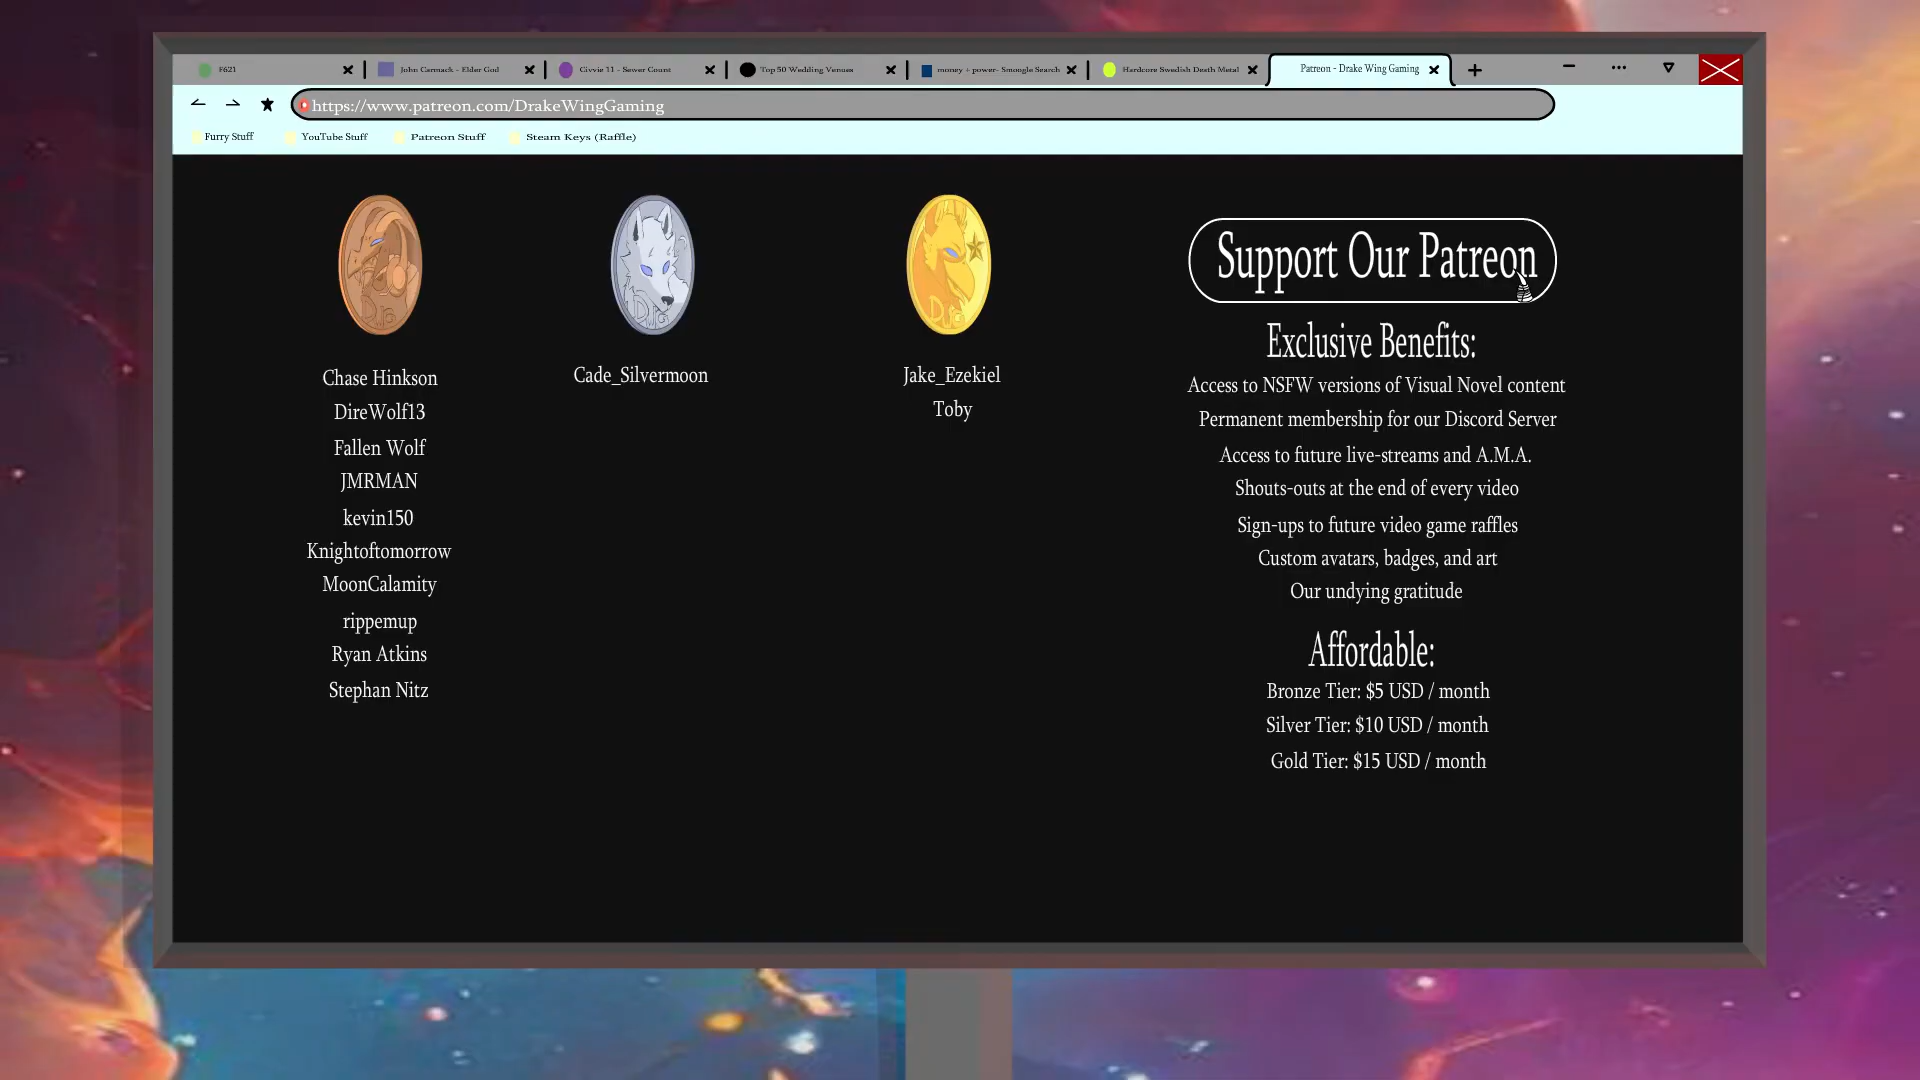 F621
John Carmack - Elder God
Civvie 11 - Sewer Count
Top 50 Wedding Venues
money + power- Smoogle Search
Hardcore Swedish Death Metal
Patreon - Drake Wing Gaming
https://www.patreon.com/DrakeWingGaming
Furry Stuff
YouTube Stuff
Patreon Stuff
Steam Keys (Raffle)
Chase Hinkson
DireWolf13
Fallen Wolf
JMRMAN
kevin150
Knightoftomorrow
MoonCalamity
rippemup
Ryan Atkins
Stephan Nitz
Cade_Silvermoon
Jake_Ezekiel
Toby
Support Our Patreon
Exclusive Benefits:
Access to NSFW versions of Visual Novel content
Permanent membership for our Discord Server
Access to future live-streams and A.M.A.
Shouts-outs at the end of every video
Sign-ups to future video game raffles
Custom avatars, badges, and art
Our undying gratitude
Affordable:
Bronze Tier: $5 USD / month
Silver Tier: $10 USD / month
Gold Tier: $15 USD / month